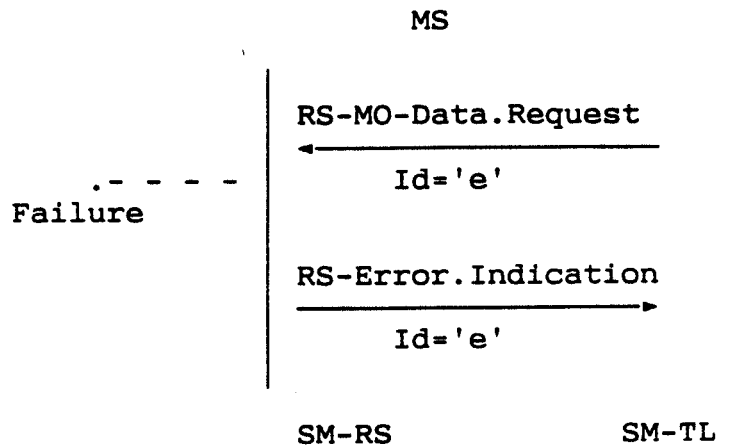 MS
RS-MO-Data.Request
Id='e'
Failure
RS-Error.Indication
Id='e'
SM-RS SM-TL